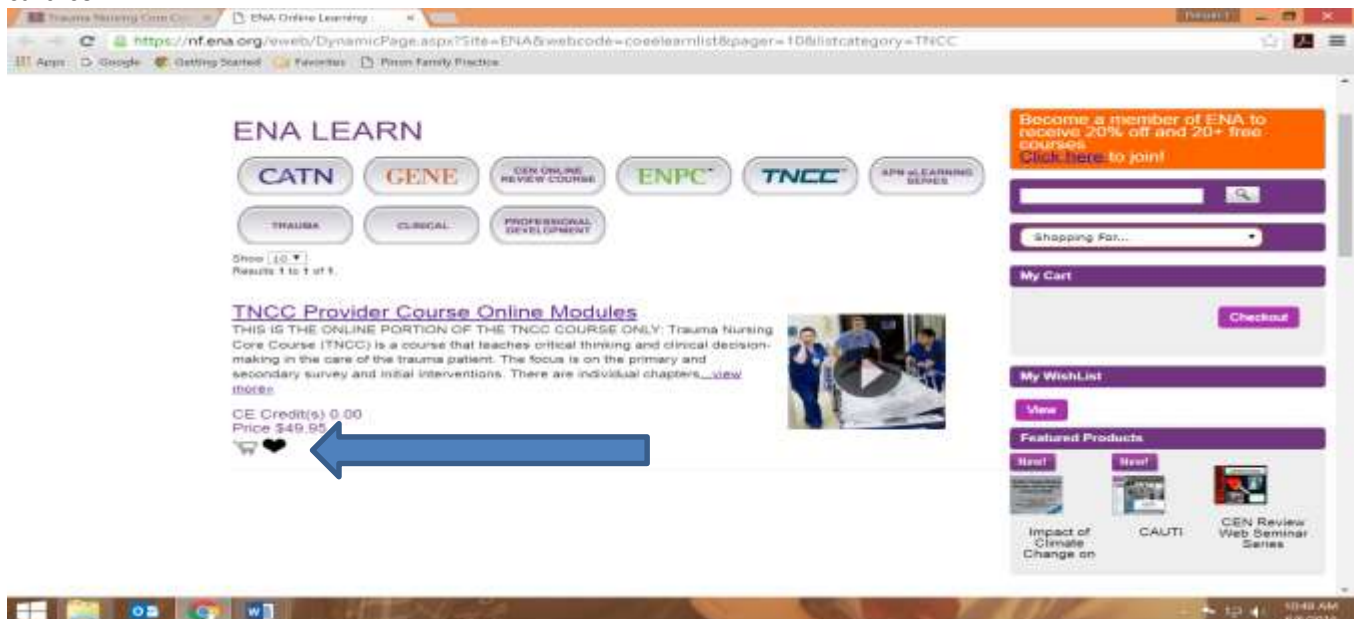 Trauma Nursing Core Co
ENA Online Learning
https://nf.ena.org/eweb/DynamicPage.aspx?Site=ENA&webcode=coeelearnlist&pager=10&listcategory=TNCC
Apps
Google
Getting Started
Favorites
Pinon Family Practice
ENA LEARN
CATN
GENE
CEN ONLINE
REVIEW COURSE
ENPC
TNCC
APN eLEARNING
SERIES
TRAUMA
CLINICAL
PROFESSIONAL
DEVELOPMENT
Show 10
Results 1 to 1 of 1.
TNCC Provider Course Online Modules
THIS IS THE ONLINE PORTION OF THE TNCC COURSE ONLY: Trauma Nursing
Core Course (TNCC) is a course that teaches critical thinking and clinical decision-
making in the care of the trauma patient. The focus is on the primary and
secondary survey and initial interventions. There are individual chapters...view
more»
CE Credit(s) 0.00
Price $49.95
Become a member of ENA to
receive 20% off and 20+ free
courses
Click here to join!
Shopping For...
My Cart
Checkout
My WishList
View
Featured Products
New!
New!
Impact of
Climate
Change on
CAUTI
CEN Review
Web Seminar
Series
10:48 AM